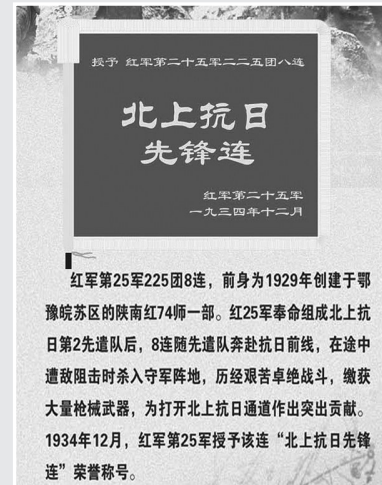 授予 红军第二十五军二二五团八连
北上抗日
先锋连
红军第二十五军
一九三四年十二月
红军第25军225团8连，前身为1929年创建于鄂
豫皖苏区的陕南红74师一部。红25军奉命组成北上抗
日第2先遣队后，8连随先遣队奔赴抗日前线，在途中
遭敌阻击时杀入守军阵地，历经艰苦卓绝战斗，缴获
大量枪械武器，为打开北上抗日通道作出突出贡献。
1934年12月，红军第25军授予该连“北上抗日先锋
连”荣誉称号。